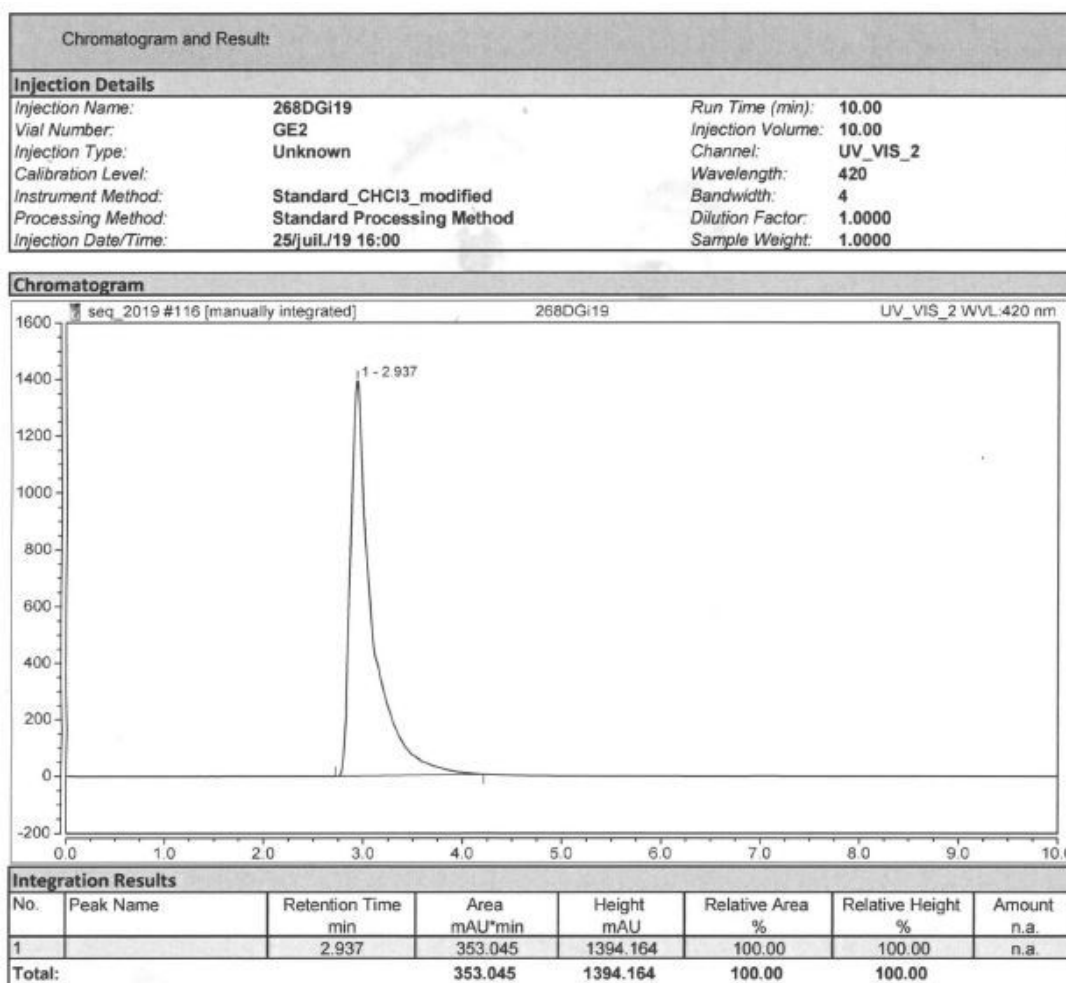 Chromatogram and Results
Injection Details
Injection Name: 268DGi19 Run Time (min): 10.00
Vial Number: GE2 Injection Volume: 10.00
Injection Type: Unknown Channel: UV_VIS_2
Calibration Level: Wavelength: 420
Instrument Method: Standard_CHCl3_modified Bandwidth: 4
Processing Method: Standard Processing Method Dilution Factor: 1.0000
Injection Date/Time: 25/juil./19 16:00 Sample Weight: 1.0000
Chromatogram
seq_2019 #116 [manually integrated] 268DGi19 UV_VIS_2 WVL:420 nm
1600
1 - 2.937
1400
1200
1000
800
600
400
200
0
-200
0.0 1.0 2.0 3.0 4.0 5.0 6.0 7.0 8.0 9.0 10.0
Integration Results
No. Peak Name Retention Time Area Height Relative Area Relative Height Amount
min mAU*min mAU % % n.a.
1 2.937 353.045 1394.164 100.00 100.00 n.a.
Total: 353.045 1394.164 100.00 100.00